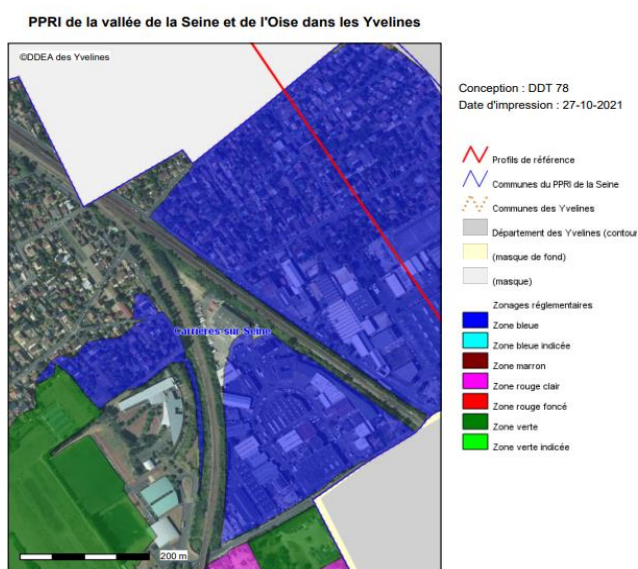 PPRI de la vallée de la Seine et de l'Oise dans les Yvelines
©DDEA des Yvelines
Carrières-sur-Seine
200 m
Conception : DDT 78
Date d'impression : 27-10-2021
Profils de référence
Communes du PPRI de la Seine
Communes des Yvelines
Département des Yvelines (contour
(masque de fond)
(masque)
Zonages réglementaires
Zone bleue
Zone bleue indicée
Zone marron
Zone rouge clair
Zone rouge foncé
Zone verte
Zone verte indicée